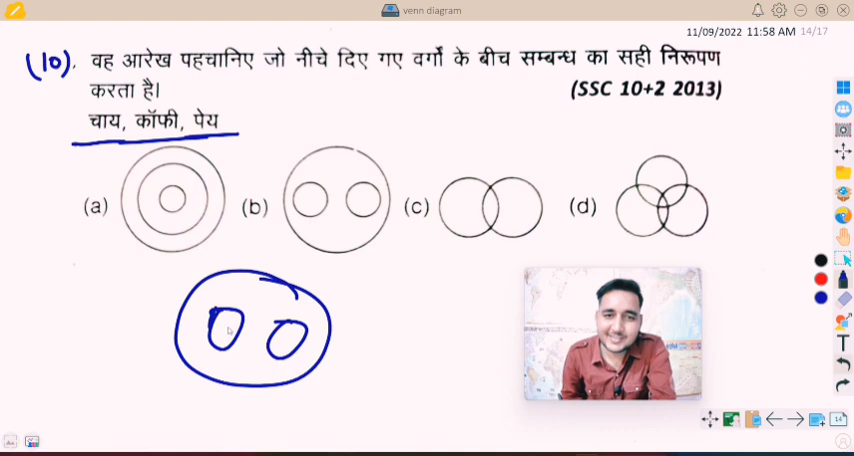 venn diagram
11/09/2022 11:58 AM 14/17
(10). वह आरेख पहचानिए जो नीचे दिए गए वर्गों के बीच सम्बन्ध का सही निरूपण
करता है।
(SSC 10+2 2013)
चाय, कॉफी, पेय
(a) (b) (c) (d)
T
14